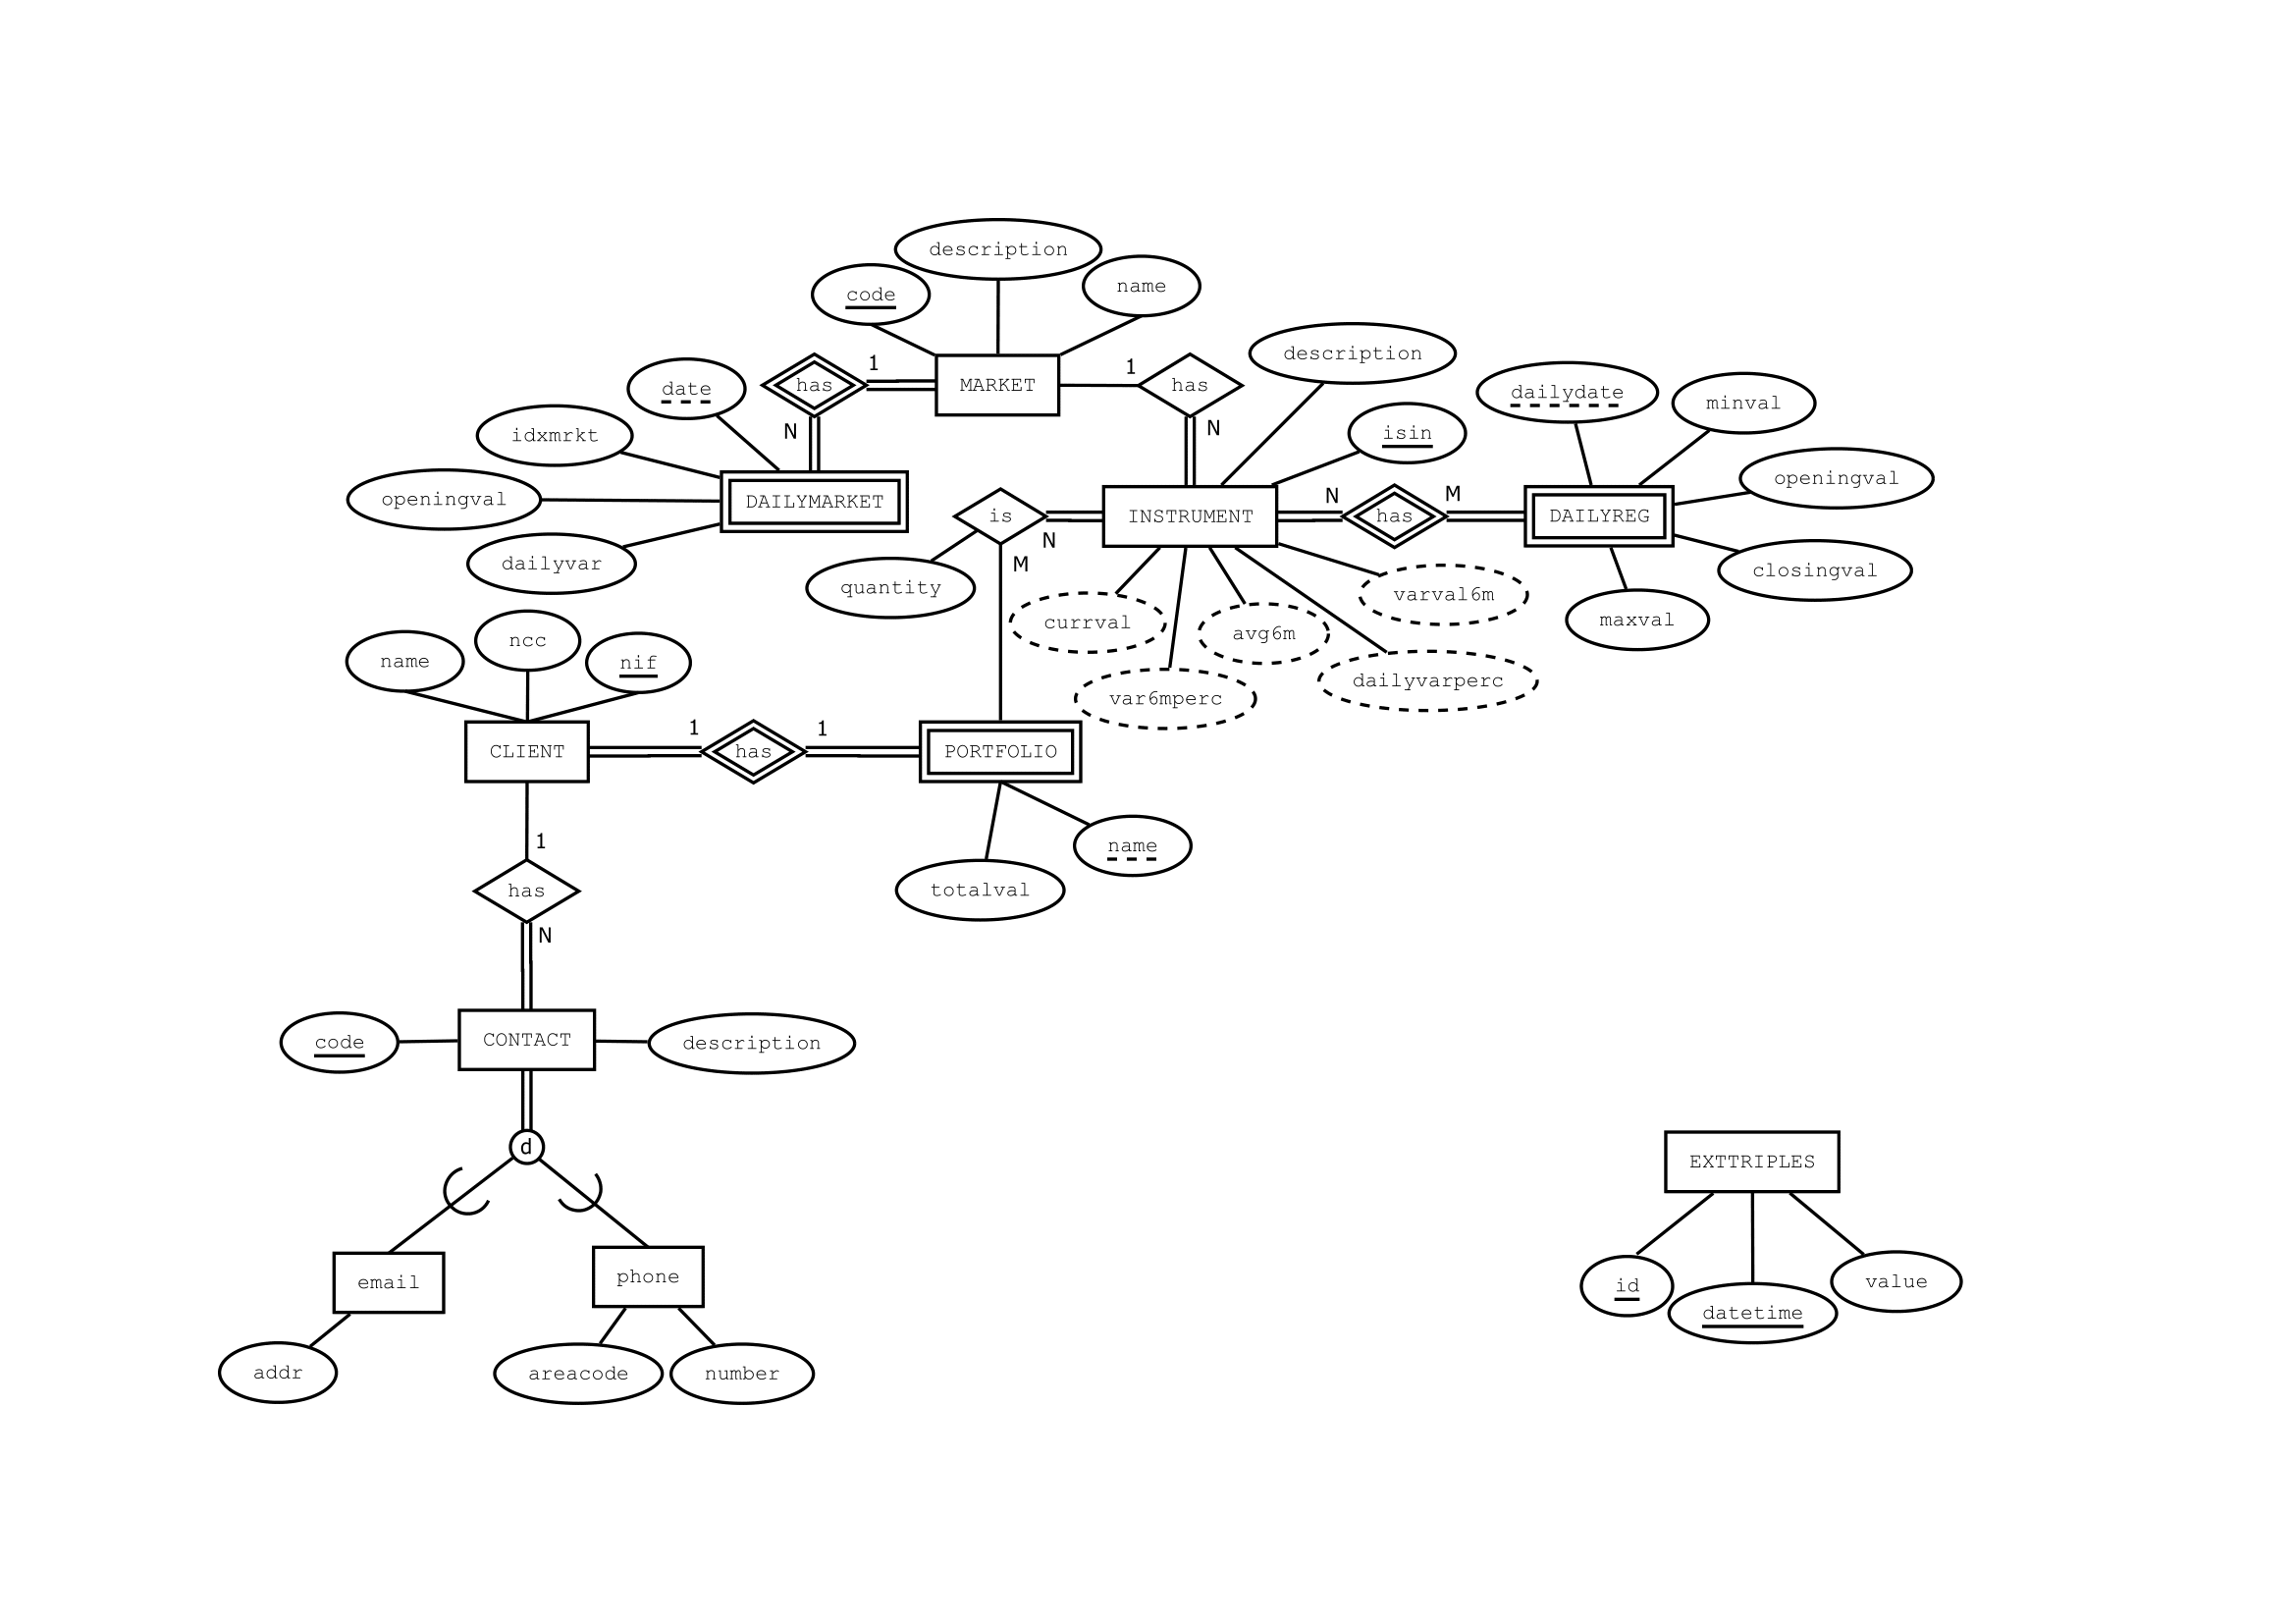 description
code
name
1
has
MARKET
1
has
description
date
N
N
dailydate
minval
idxmrkt
isin
openingval
openingval
DAILYMARKET
is
INSTRUMENT
N
has
M
DAILYREG
N
M
dailyvar
quantity
closingval
currval
avg6m
varval6m
maxval
name
ncc
nif
var6mperc
dailyvarperc
CLIENT
1
has
1
PORTFOLIO
1
name
has
totalval
N
code
CONTACT
description
d
EXTTRIPLES
email
phone
id
datetime
value
addr
areacode
number